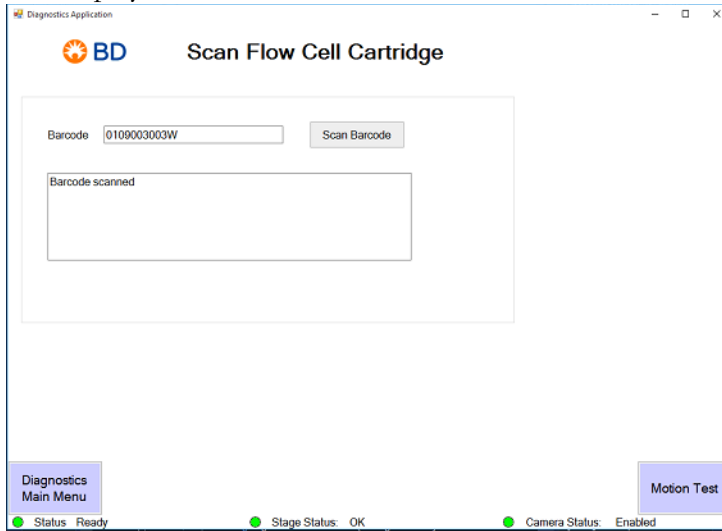 Diagnostics Application
BD Scan Flow Cell Cartridge
Barcode 0109003003W Scan Barcode
Barcode scanned
Diagnostics
Main Menu
Motion Test
Status Ready Stage Status: OK Camera Status: Enabled